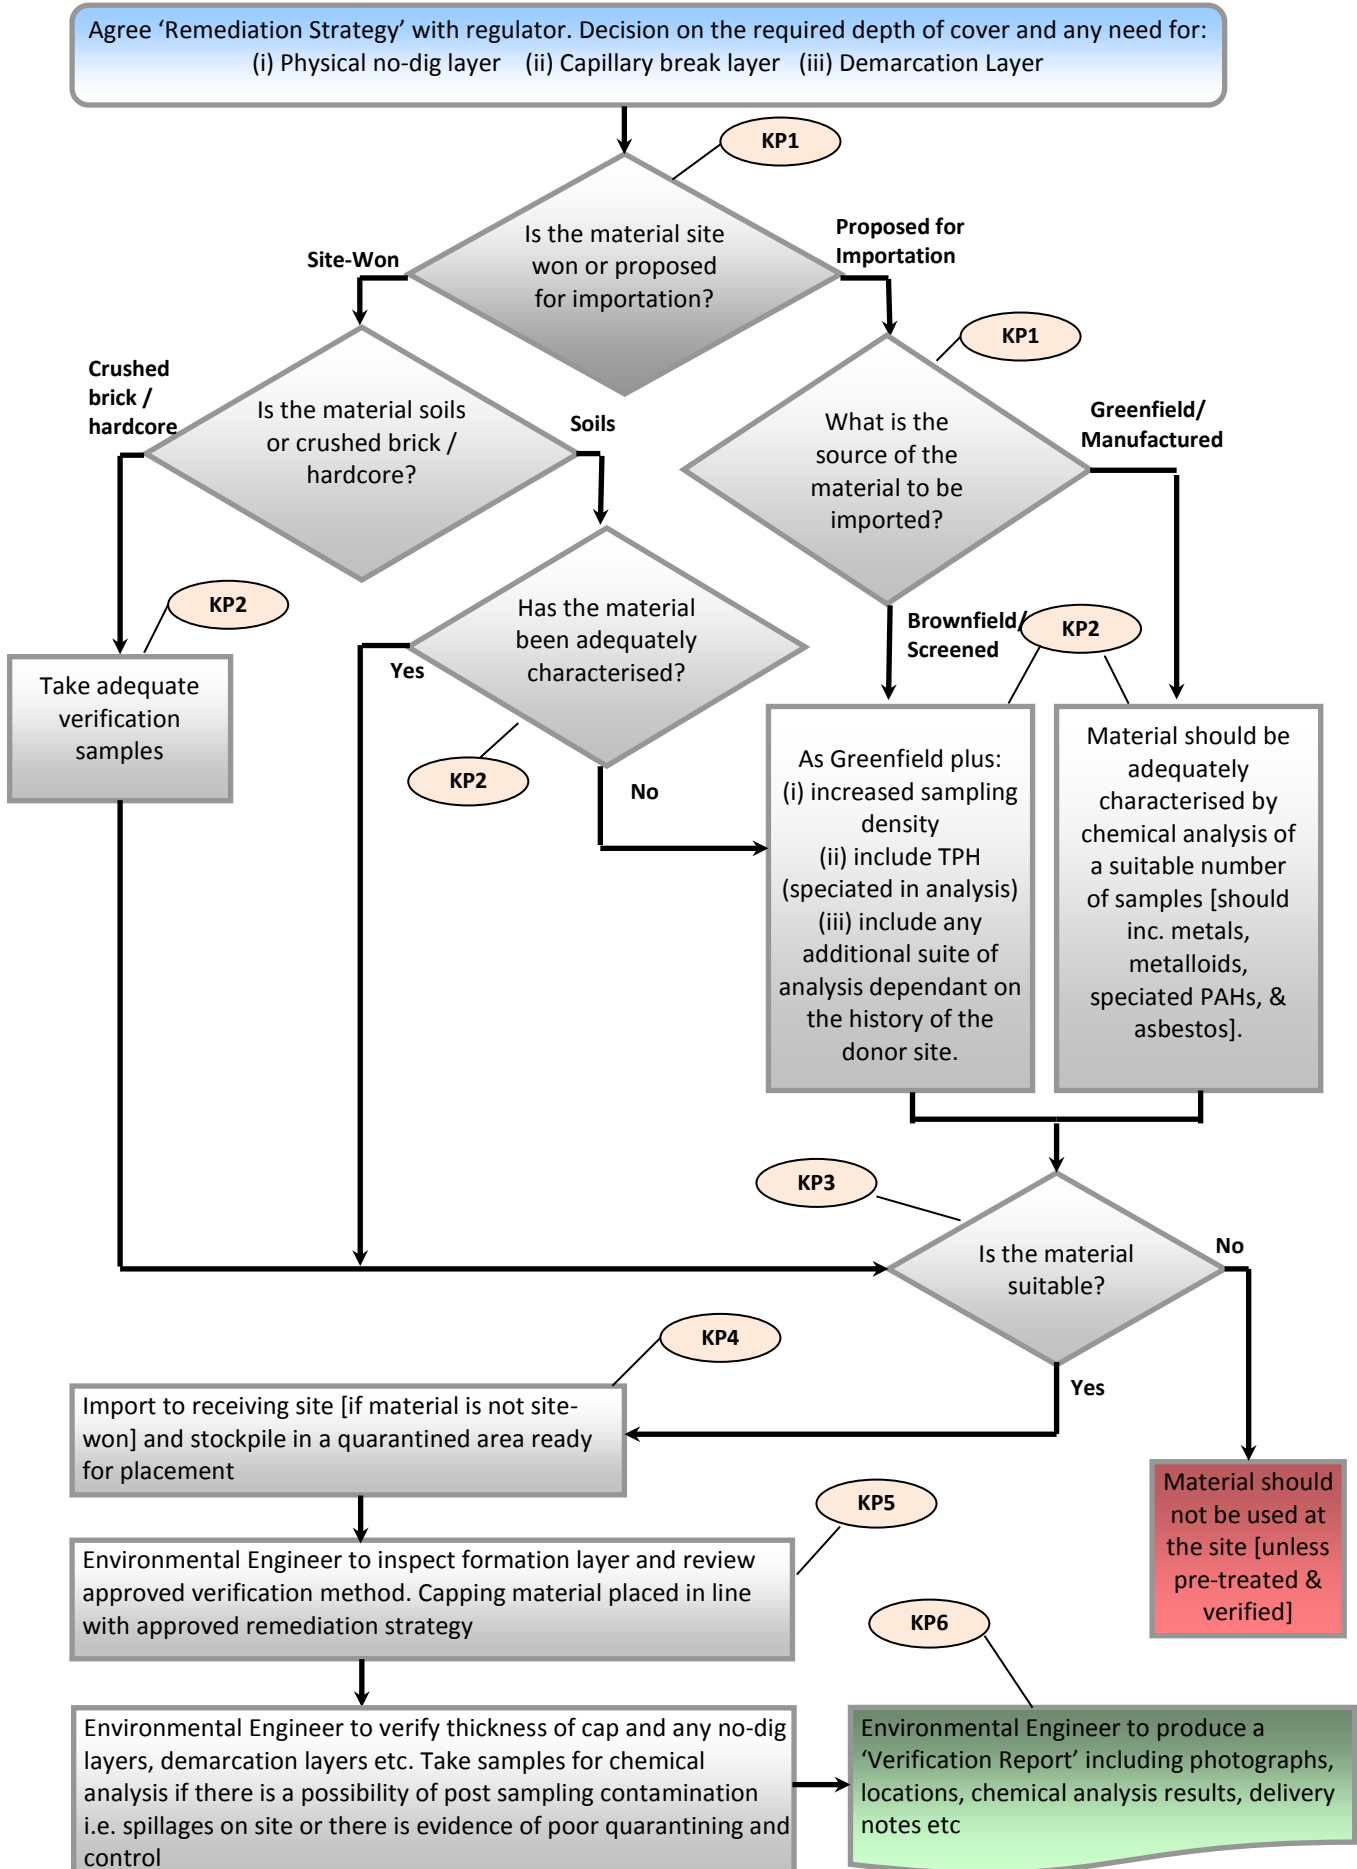 Agree ‘Remediation Strategy’ with regulator. Decision on the required depth of cover and any need for:
(i) Physical no-dig layer (ii) Capillary break layer (iii) Demarcation Layer
KP1
Is the material site
won or proposed
for importation?
Site-Won
Proposed for
Importation
KP1
Crushed
brick /
hardcore
Is the material soils
or crushed brick /
hardcore?
Soils
What is the
source of the
material to be
imported?
Greenfield/
Manufactured
KP2
Has the material
been adequately
characterised?
Yes
KP2
No
Brownfield/
Screened
KP2
Take adequate
verification
samples
As Greenfield plus:
(i) increased sampling
density
(ii) include TPH
(speciated in analysis)
(iii) include any
additional suite of
analysis dependant on
the history of the
donor site.
Material should be
adequately
characterised by
chemical analysis of
a suitable number
of samples [should
inc. metals,
metalloids,
speciated PAHs, &
asbestos].
KP3
Is the material
suitable?
No
Yes
KP4
Import to receiving site [if material is not site-
won] and stockpile in a quarantined area ready
for placement
Material should
not be used at
the site [unless
pre-treated &
verified]
KP5
Environmental Engineer to inspect formation layer and review
approved verification method. Capping material placed in line
with approved remediation strategy
KP6
Environmental Engineer to verify thickness of cap and any no-dig
layers, demarcation layers etc. Take samples for chemical
analysis if there is a possibility of post sampling contamination
i.e. spillages on site or there is evidence of poor quarantining and
control
Environmental Engineer to produce a
‘Verification Report’ including photographs,
locations, chemical analysis results, delivery
notes etc